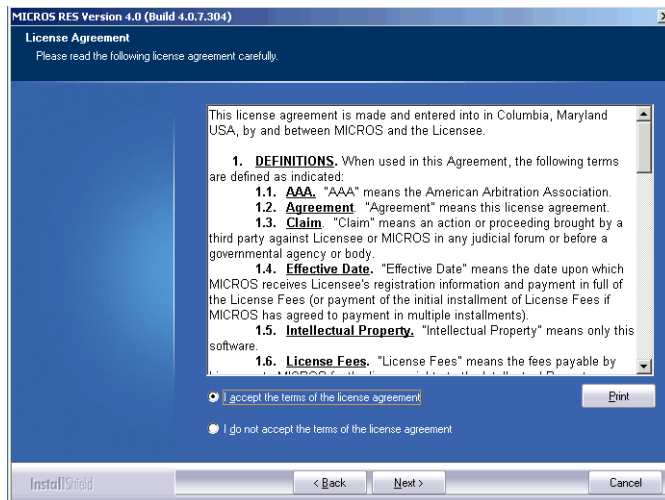 MICROS RES Version 4.0 (Build 4.0.7.304)
License Agreement
Please read the following license agreement carefully.
This license agreement is made and entered into in Columbia, Maryland
USA, by and between MICROS and the Licensee.
1. DEFINITIONS. When used in this Agreement, the following terms
are defined as indicated:
1.1. AAA. "AAA" means the American Arbitration Association.
1.2. Agreement. "Agreement" means this license agreement.
1.3. Claim. "Claim" means an action or proceeding brought by a
third party against Licensee or MICROS in any judicial forum or before a
governmental agency or body.
1.4. Effective Date. "Effective Date" means the date upon which
MICROS receives Licensee's registration information and payment in full of
the License Fees (or payment of the initial installment of License Fees if
MICROS has agreed to payment in multiple installments).
1.5. Intellectual Property. "Intellectual Property" means only this
software.
1.6. License Fees. "License Fees" means the fees payable by
I accept the terms of the license agreement
Print
I do not accept the terms of the license agreement
InstallShield
< Back
Next >
Cancel